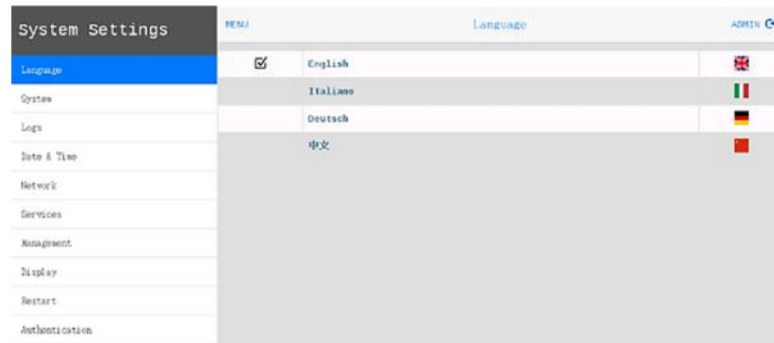 System Settings
MENU
Language
ADMIN
Language
System
Logs
Date & Time
Network
Services
Management
Display
Restart
Authentication
English
Italiano
Deutsch
中文